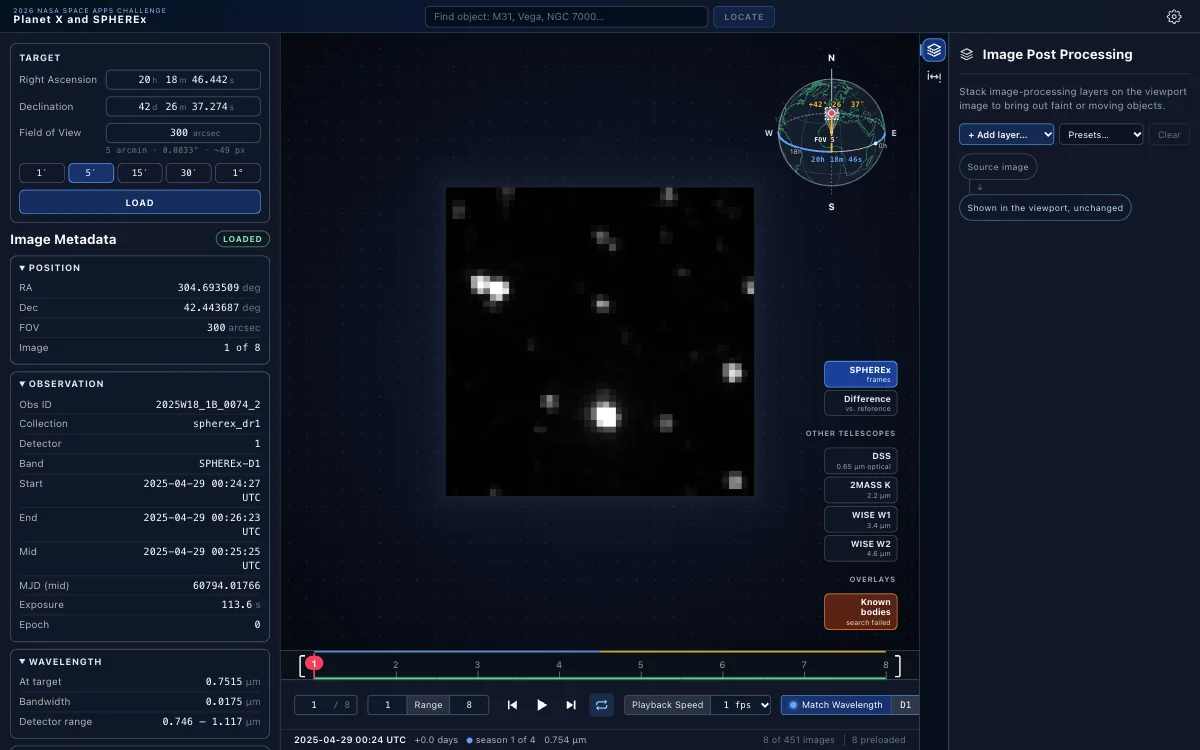 2026 NASA SPACE APPS CHALLENGE
Planet X and SPHEREx
Find object: M31, Vega, NGC 7000...
LOCATE
TARGET
Right Ascension 20h 18m 46.442s
Declination 42d 26m 37.274s
Field of View 300 arcsec
5 arcmin · 0.0833° · ~49 px
1′ 5′ 15′ 30′ 1°
LOAD
Image Metadata LOADED
▼ POSITION
RA 304.693509 deg
Dec 42.443687 deg
FOV 300 arcsec
Image 1 of 8
▼ OBSERVATION
Obs ID 2025W18_1B_0074_2
Collection spherex_dr1
Detector 1
Band SPHEREx-D1
Start 2025-04-29 00:24:27
UTC
End 2025-04-29 00:26:23
UTC
Mid 2025-04-29 00:25:25
UTC
MJD (mid) 60794.01766
Exposure 113.6 s
Epoch 0
▼ WAVELENGTH
At target 0.7515 µm
Bandwidth 0.0175 µm
Detector range 0.746 – 1.117 µm
N
+42° 26′ 37″
W
E
FOV 5′
18h
0h
20h 18m 46s
S
SPHEREx
frames
Difference
vs. reference
OTHER TELESCOPES
DSS
0.65 µm optical
2MASS K
2.2 µm
WISE W1
3.4 µm
WISE W2
4.6 µm
OVERLAYS
Known
bodies
search failed
1 2 3 4 5 6 7 8
1 / 8
1 Range 8
Playback Speed 1 fps
Match Wavelength D1
2025-04-29 00:24 UTC +0.0 days season 1 of 4 0.754 µm
8 of 451 images 8 preloaded
Image Post Processing
Stack image-processing layers on the viewport
image to bring out faint or moving objects.
+ Add layer... Presets... Clear
Source image
↓
Shown in the viewport, unchanged